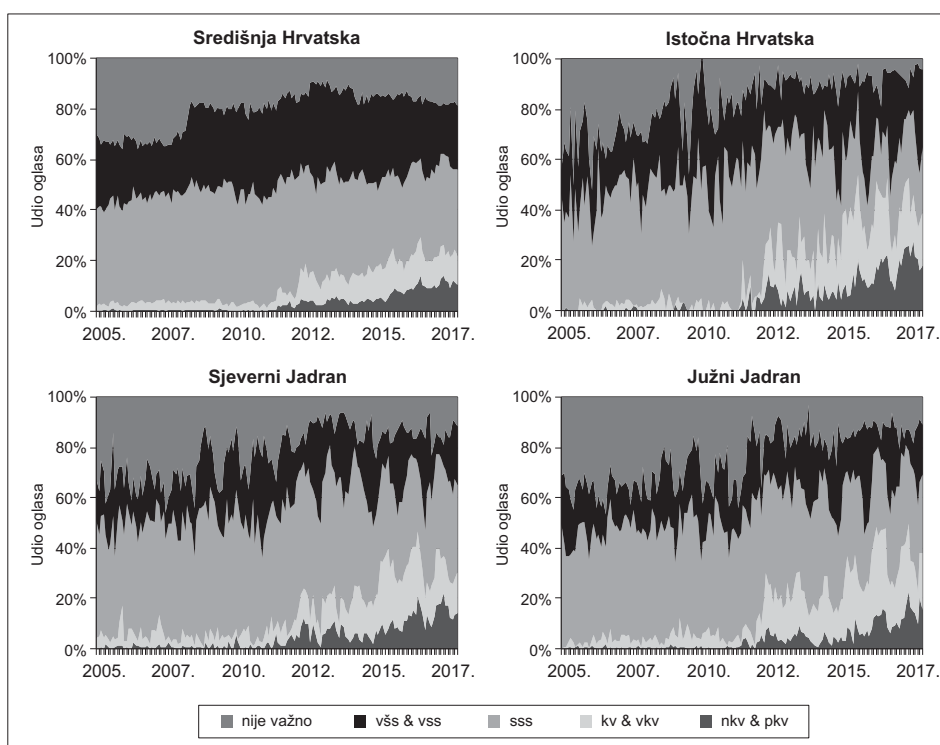 Središnja Hrvatska
Udio oglasa
100%
80%
60%
40%
20%
0%
2005. 2007. 2010. 2012. 2015. 2017.
Istočna Hrvatska
Udio oglasa
100%
80%
60%
40%
20%
0%
2005. 2007. 2010. 2012. 2015. 2017.
Sjeverni Jadran
Udio oglasa
100%
80%
60%
40%
20%
0%
2005. 2007. 2010. 2012. 2015. 2017.
Južni Jadran
Udio oglasa
100%
80%
60%
40%
20%
0%
2005. 2007. 2010. 2012. 2015. 2017.
nije važno všs & vss sss kv & vkv nkv & pkv